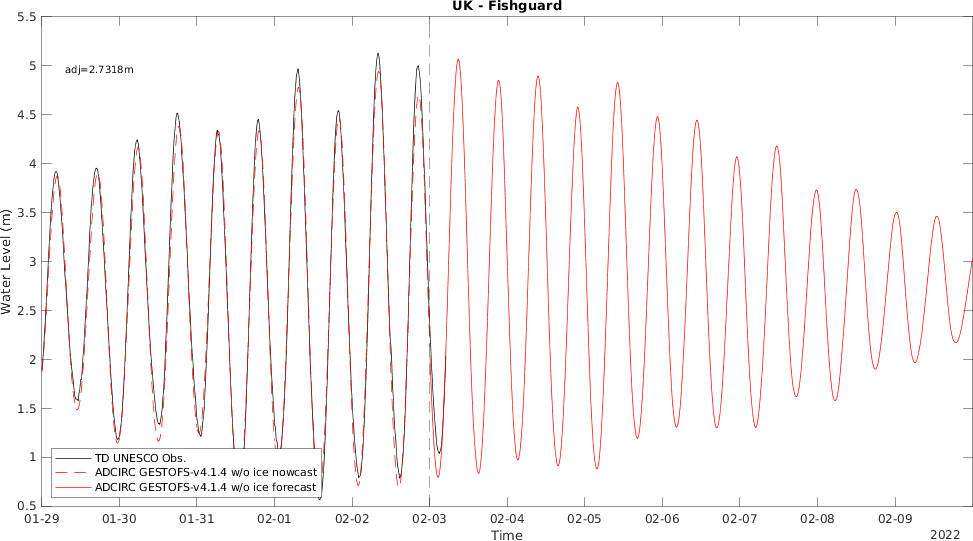 UK - Fishguard
5.5
5
4.5
4
3.5
3
2.5
2
1.5
1
0.5
Water Level (m)
adj=2.7318m
TD UNESCO Obs.
ADCIRC GESTOFS-v4.1.4 w/o ice nowcast
ADCIRC GESTOFS-v4.1.4 w/o ice forecast
01-29 01-30 01-31 02-01 02-02 02-03 02-04 02-05 02-06 02-07 02-08 02-09
Time
2022